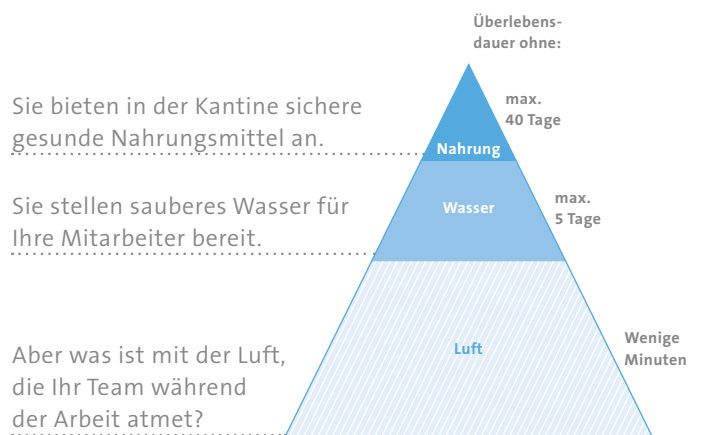 Überlebens-
dauer ohne:
Sie bieten in der Kantine sichere
gesunde Nahrungsmittel an.
max.
40 Tage
Nahrung
Sie stellen sauberes Wasser für
Ihre Mitarbeiter bereit.
Wasser
max.
5 Tage
Aber was ist mit der Luft,
die Ihr Team während
der Arbeit atmet?
Luft
Wenige
Minuten